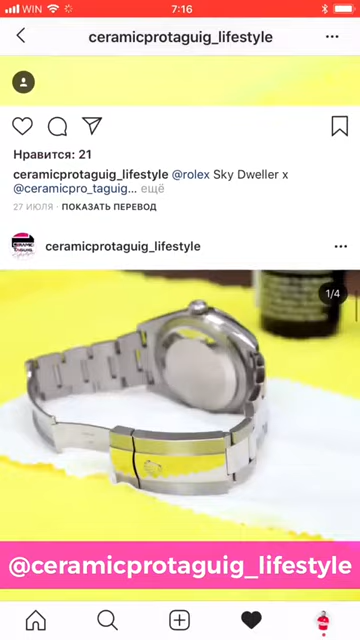 WIN 7:16
ceramicprotaguig_lifestyle
Нравится: 21
ceramicprotaguig_lifestyle @rolex Sky Dweller x
@ceramicpro_taguig... ещё
27 ИЮЛЯ · ПОКАЗАТЬ ПЕРЕВОД
ceramicprotaguig_lifestyle
1/4
@ceramicprotaguig_lifestyle